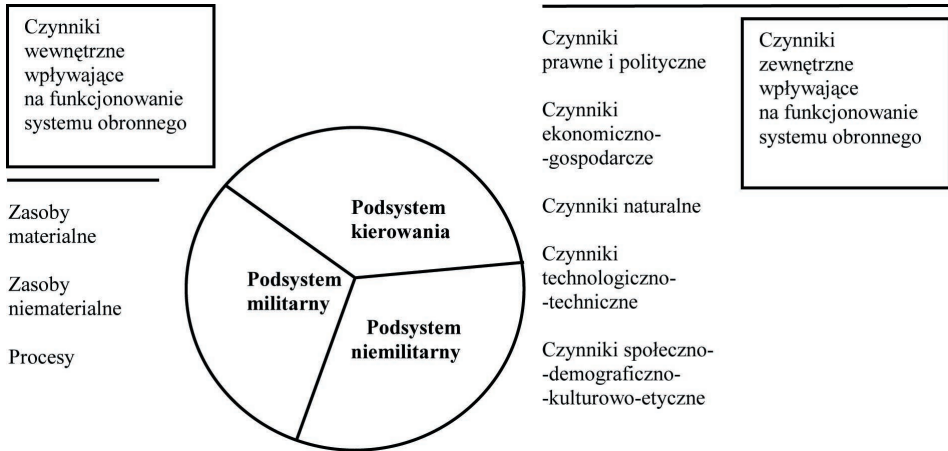 Czynniki
wewnętrzne
wpływające
na funkcjonowanie
systemu obronnego
Zasoby
materialne
Zasoby
niematerialne
Procesy
Podsystem
kierowania
Podsystem
militarny
Podsystem
niemilitarny
Czynniki
prawne i polityczne
Czynniki
ekonomiczno-
-gospodarcze
Czynniki naturalne
Czynniki
technologiczno-
-techniczne
Czynniki społeczno-
-demograficzno-
-kulturowo-etyczne
Czynniki
zewnętrzne
wpływające
na funkcjonowanie
systemu obronnego